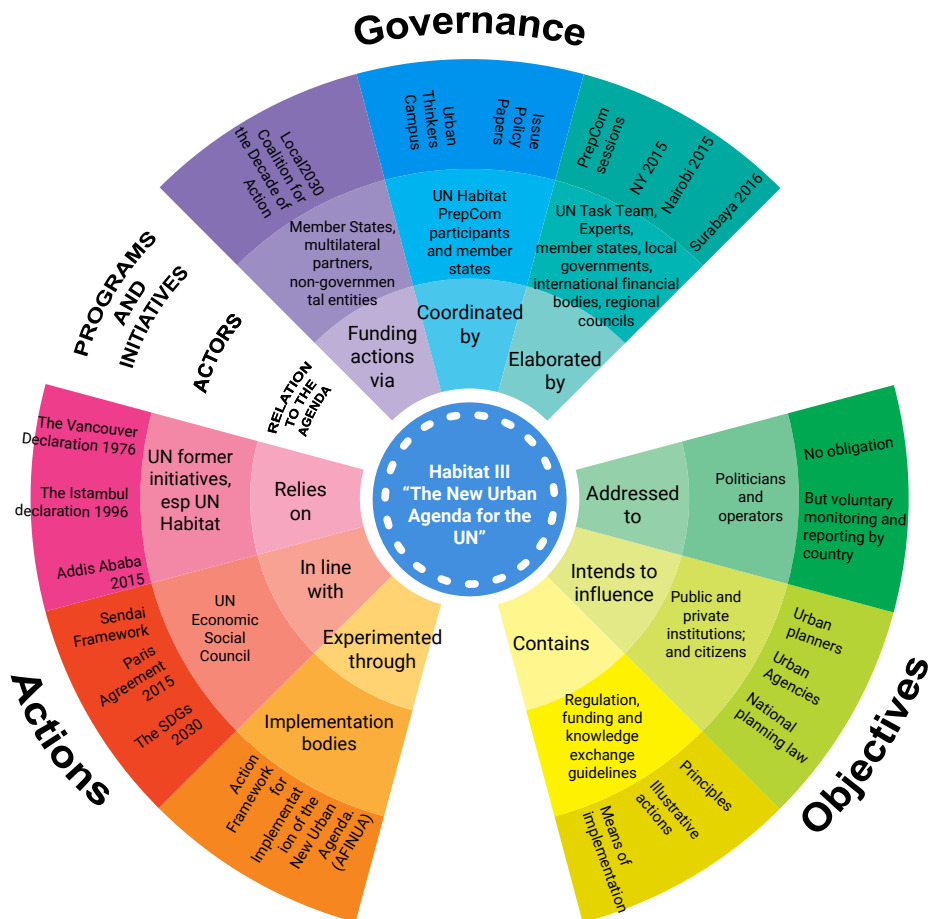 Governance
Local2030
Coalition for
the Decade of
Action
Urban
Thinkers
Campus
Issue
Policy
Papers
PrepCom
sessions
NY 2015
Nairobi 2015
Surabaya 2016
Member States,
multilateral
partners,
non-governmen
tal entities
UN Habitat
PrepCom
participants
and member
states
UN Task Team,
Experts,
member states, local
governments,
international financial
bodies, regional
councils
Funding
actions
via
Coordinated
by
Elaborated
by
PROGRAMS
AND
INITIATIVES
ACTORS
RELATION
TO THE
AGENDA
Habitat III
“The New Urban
Agenda for the
UN”
The Vancouver
Declaration 1976
The Istambul
declaration 1996
Addis Ababa
2015
UN former
initiatives,
esp UN
Habitat
Relies
on
Sendai
Framework
Paris
Agreement
2015
The SDGs
2030
UN
Economic
Social
Council
In line
with
Experimented
through
Implementation
bodies
Action
Framework
for
Implementat
ion of the
New Urban
Agenda.
(AFINUA)
Actions
Addressed
to
Politicians
and
operators
No obligation
But voluntary
monitoring and
reporting by
country
Intends to
influence
Public and
private
institutions;
and citizens
Urban
planners
Urban
Agencies
National
planning law
Contains
Regulation,
funding and
knowledge
exchange
guidelines
Principles
Illustrative
actions
Means of
implementation
Objectives